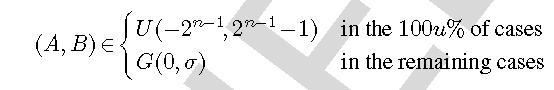 (A, B) ∈ { U(−2^{n−1}, 2^{n−1} − 1) in the 100u% of cases
G(0, σ) in the remaining cases